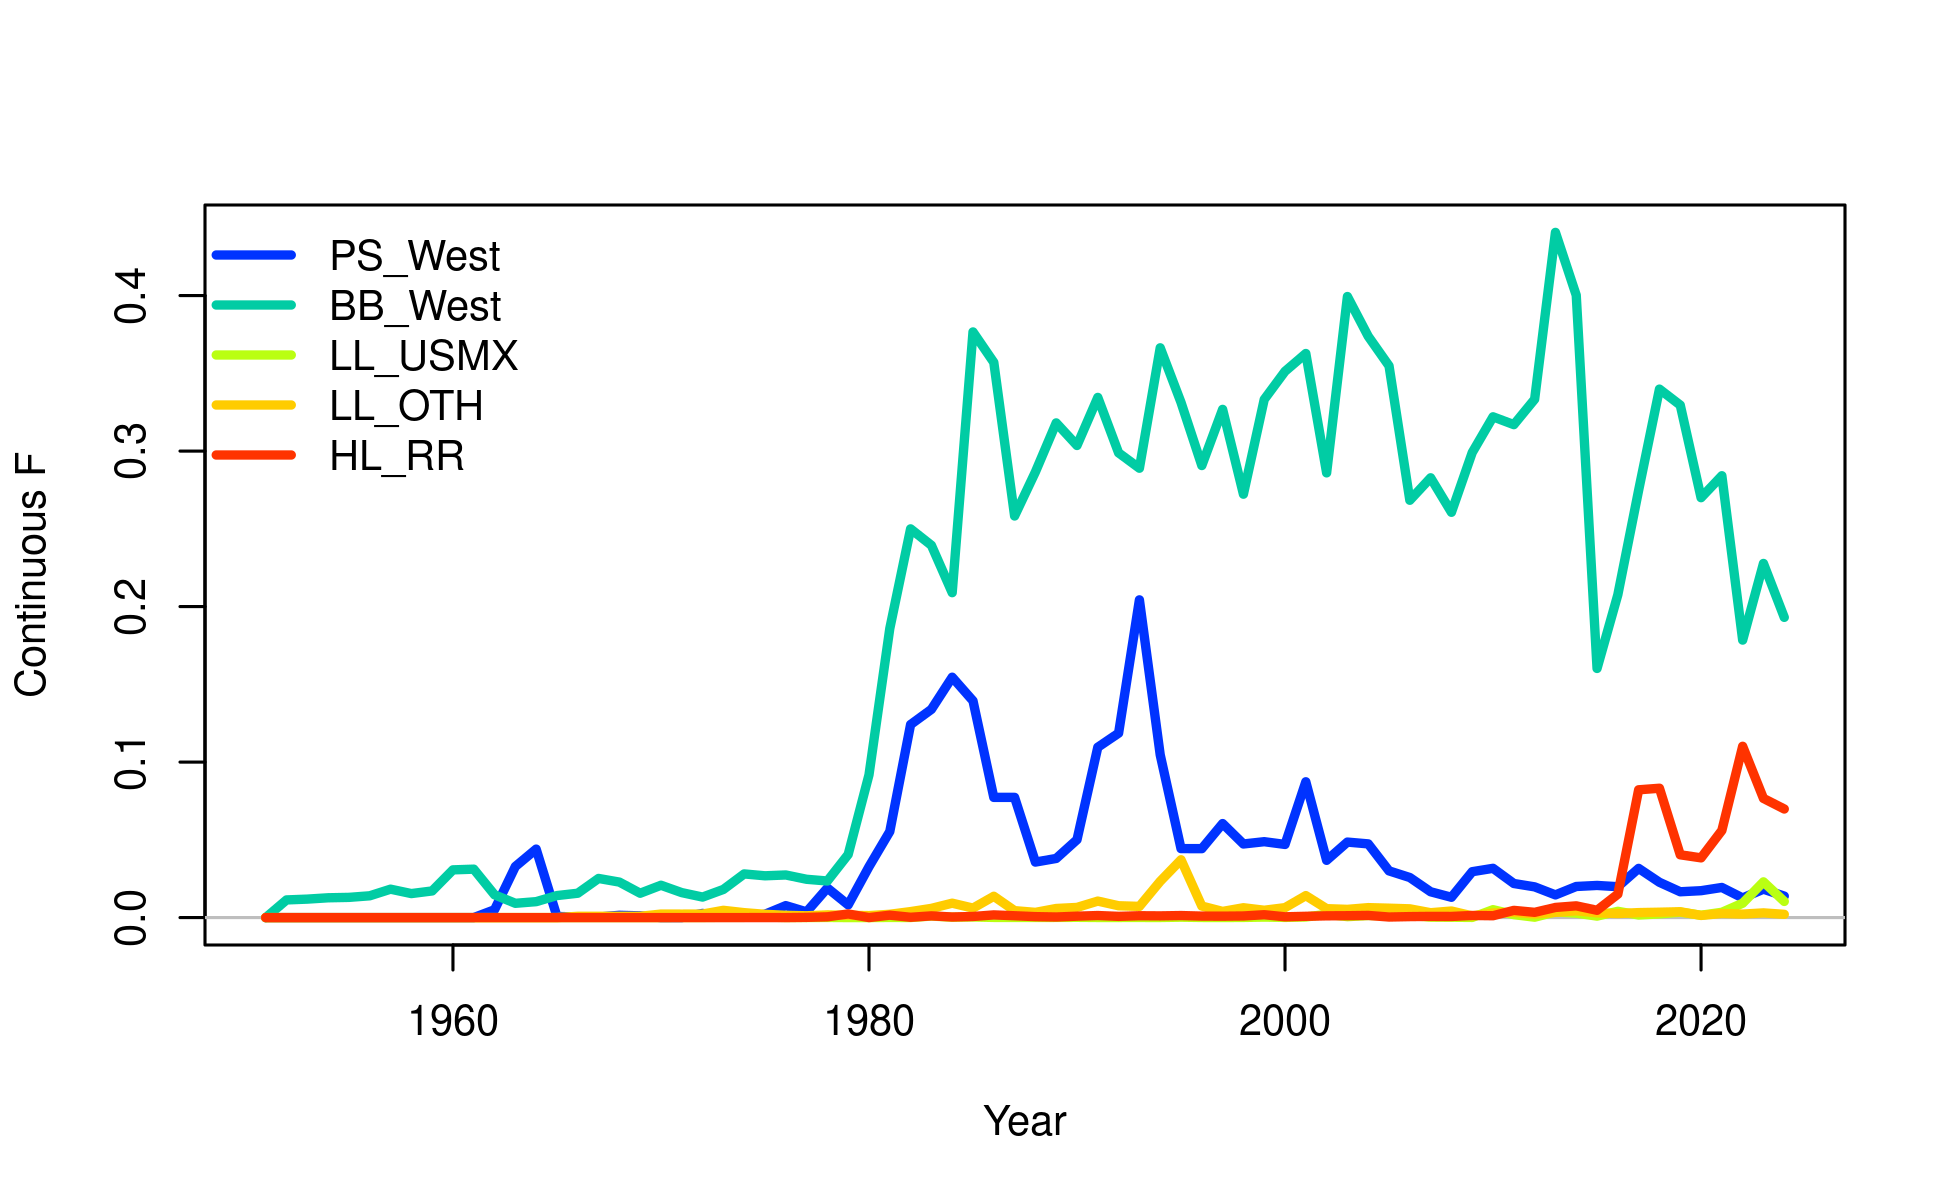 PS_West
BB_West
LL_USMX
LL_OTH
HL_RR
Continuous F
0.4
0.3
0.2
0.1
0.0
1960 1980 2000 2020
Year